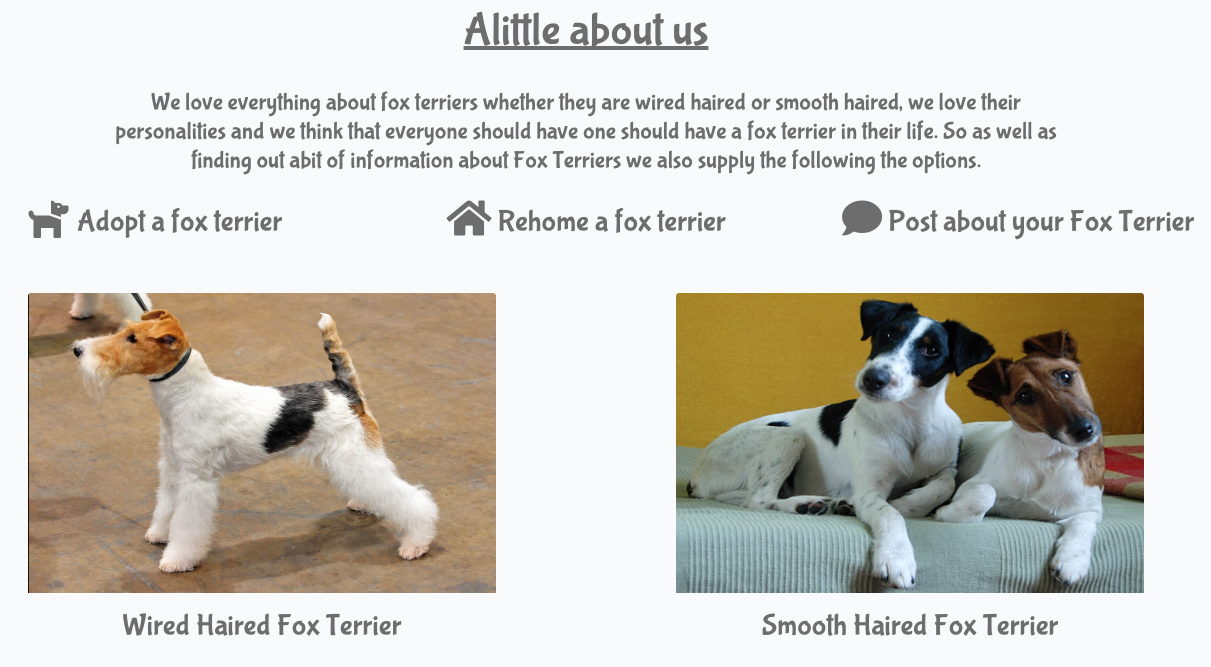 Alittle about us
We love everything about fox terriers whether they are wired haired or smooth haired, we love their
personalities and we think that everyone should have one should have a fox terrier in their life. So as well as
finding out abit of information about Fox Terriers we also supply the following the options.
Adopt a fox terrier
Rehome a fox terrier
Post about your Fox Terrier
Wired Haired Fox Terrier
Smooth Haired Fox Terrier